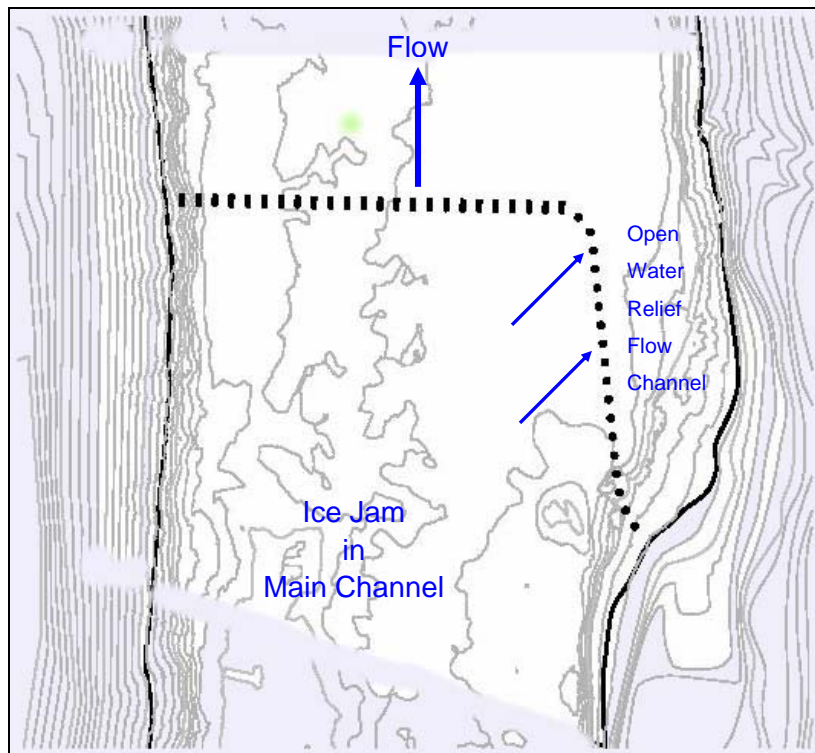 Flow
Open
Water
Relief
Flow
Channel
Ice Jam
in
Main Channel